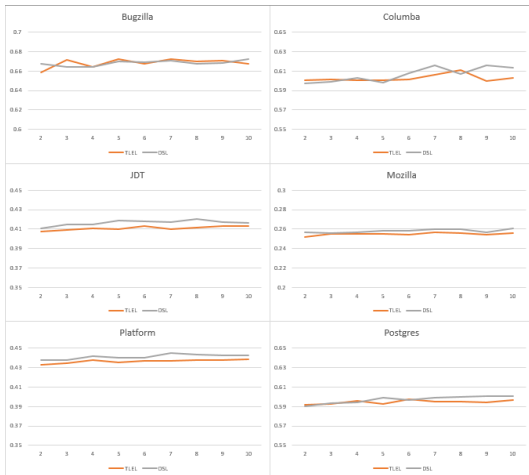 Bugzilla
0.7
0.68
0.66
0.64
0.62
0.6
2 3 4 5 6 7 8 9 10
TLEL DSL
Columba
0.65
0.63
0.61
0.59
0.57
0.55
2 3 4 5 6 7 8 9 10
TLEL DSL
JDT
0.45
0.43
0.41
0.39
0.37
0.35
2 3 4 5 6 7 8 9 10
TLEL DSL
Mozilla
0.3
0.28
0.26
0.24
0.22
0.2
2 3 4 5 6 7 8 9 10
TLEL DSL
Platform
0.45
0.43
0.41
0.39
0.37
0.35
2 3 4 5 6 7 8 9 10
TLEL DSL
Postgres
0.65
0.63
0.61
0.59
0.57
0.55
2 3 4 5 6 7 8 9 10
TLEL DSL